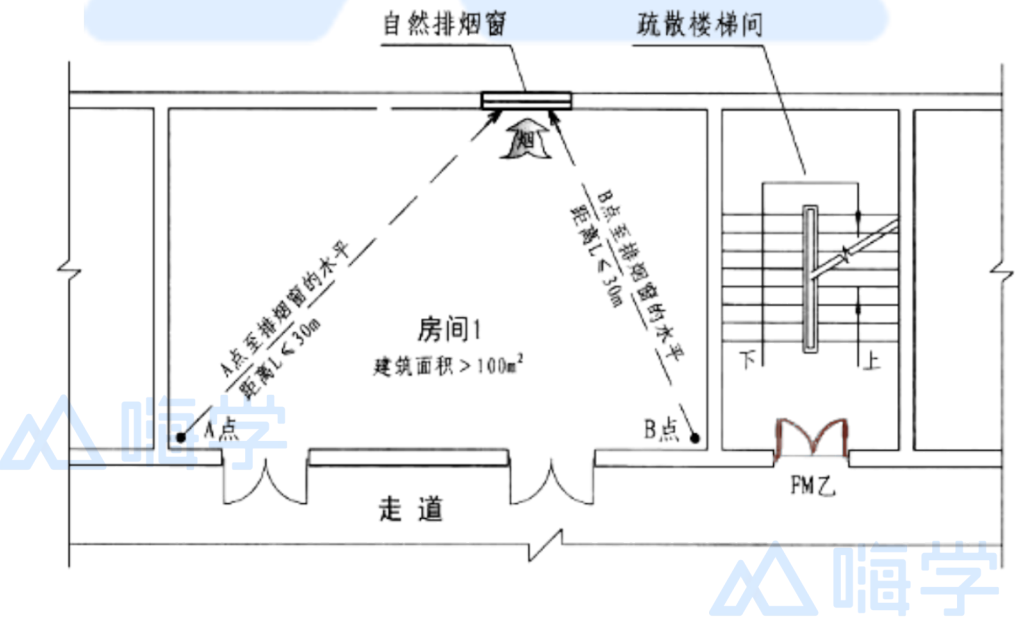 自然排烟窗
疏散楼梯间
烟
A点至排烟窗的水平
距离L≤30m
B点至排烟窗的水平
距离L≤30m
房间1
建筑面积>100m²
下
上
A点
B点
嗨学
FM乙
走道
嗨学